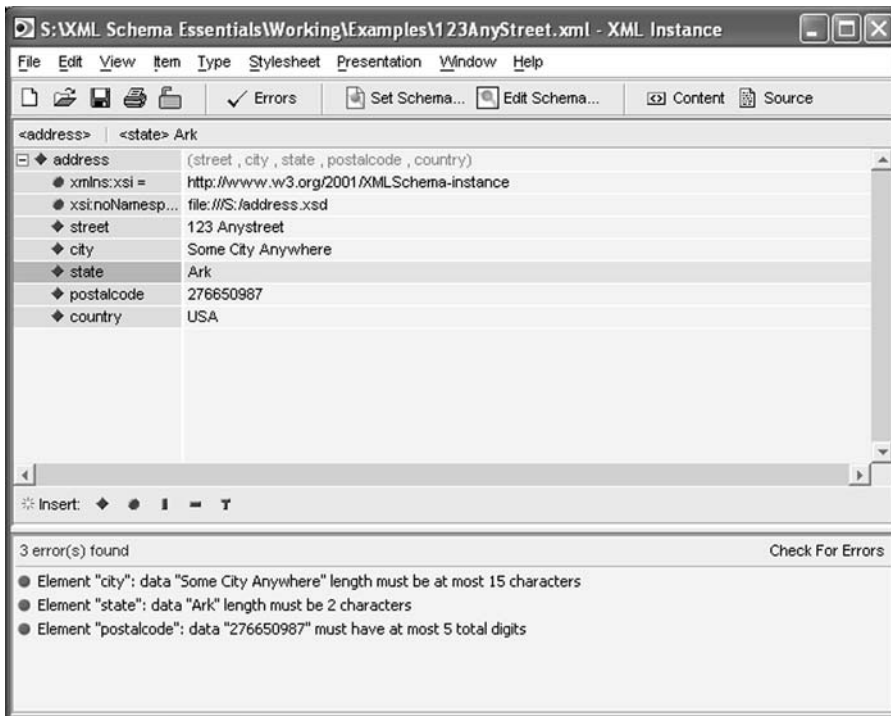 S:\XML Schema Essentials\Working\Examples\123AnyStreet.xml - XML Instance
File Edit View Item Type Stylesheet Presentation Window Help
Errors Set Schema... Edit Schema... Content Source
<address> | <state> Ark
address (street , city , state , postalcode , country)
xmlns:xsi = http://www.w3.org/2001/XMLSchema-instance
xsi:noNamesp... file:///S:/address.xsd
street 123 Anystreet
city Some City Anywhere
state Ark
postalcode 276650987
country USA
Insert: T
3 error(s) found Check For Errors
Element "city": data "Some City Anywhere" length must be at most 15 characters
Element "state": data "Ark" length must be 2 characters
Element "postalcode": data "276650987" must have at most 5 total digits